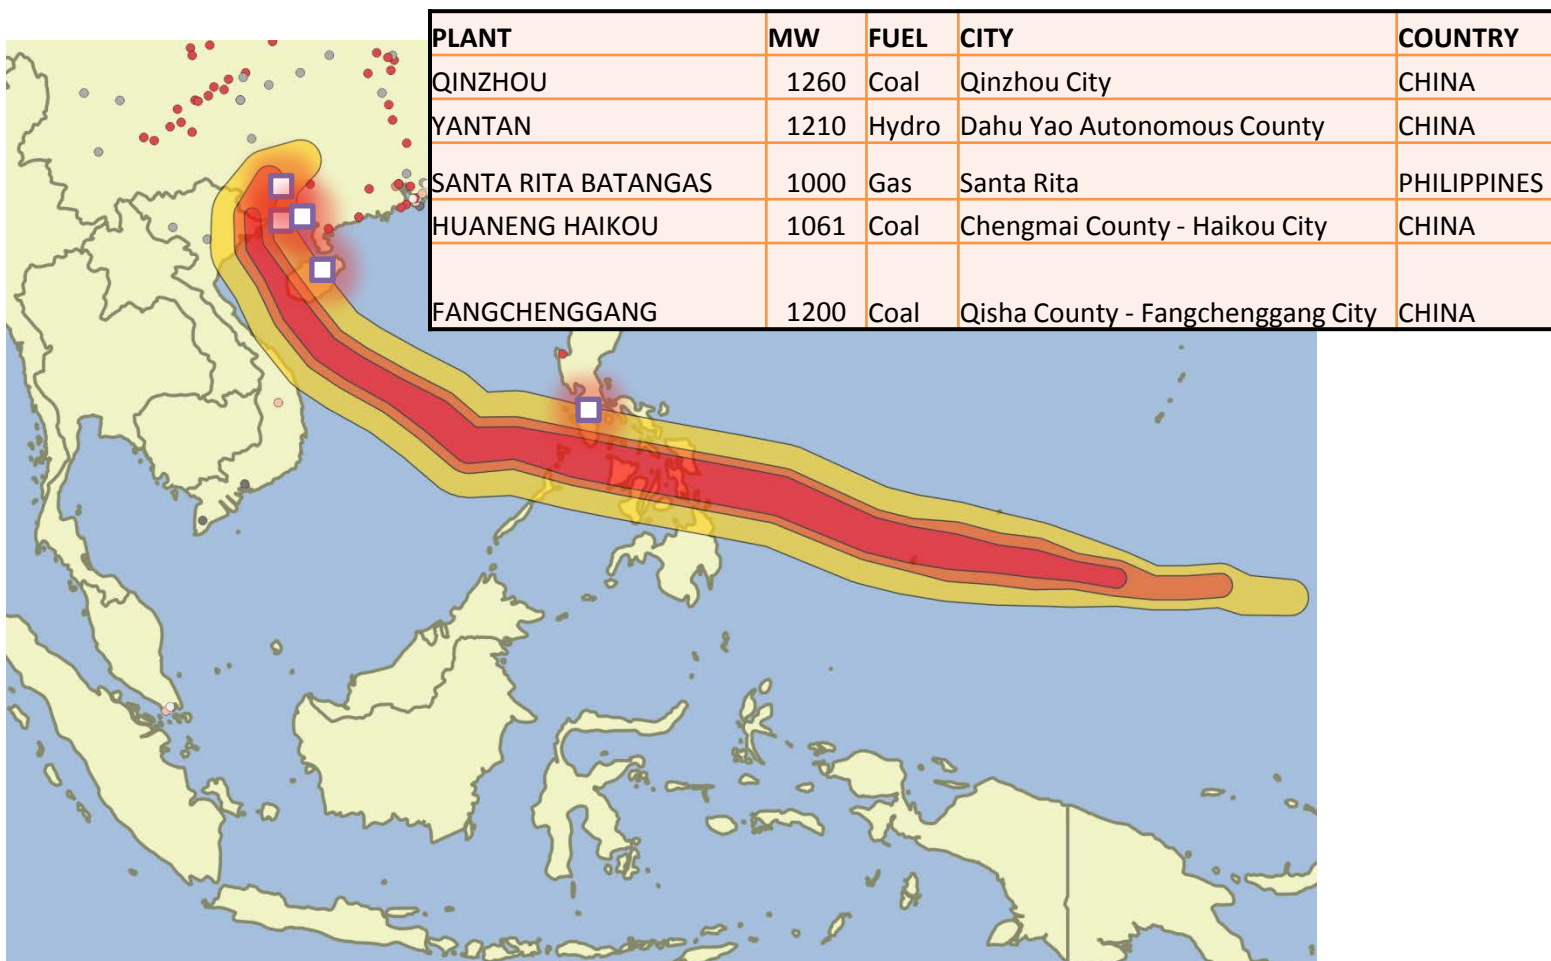 PLANT MW FUEL CITY COUNTRY
QINZHOU 1260 Coal Qinzhou City CHINA
YANTAN 1210 Hydro Dahu Yao Autonomous County CHINA
SANTA RITA BATANGAS 1000 Gas Santa Rita PHILIPPINES
HUANENG HAIKOU 1061 Coal Chengmai County - Haikou City CHINA
FANGCHENGGANG 1200 Coal Qisha County - Fangchenggang City CHINA